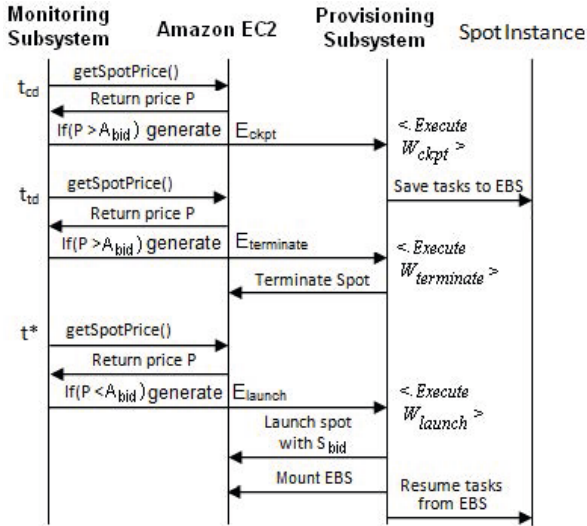 Monitoring Subsystem
Amazon EC2
Provisioning Subsystem
Spot Instance
t_cd
getSpotPrice()
Return price P
If(P >A_bid) generate E_ckpt
<.Execute
W_ckpt >
Save tasks to EBS
t_td
getSpotPrice()
Return price P
If(P >A_bid) generate E_terminate
<.Execute
W_terminate >
Terminate Spot
t*
getSpotPrice()
Return price P
If(P <A_bid) generate E_launch
<.Execute
W_launch >
Launch spot
with S_bid
Mount EBS
Resume tasks
from EBS